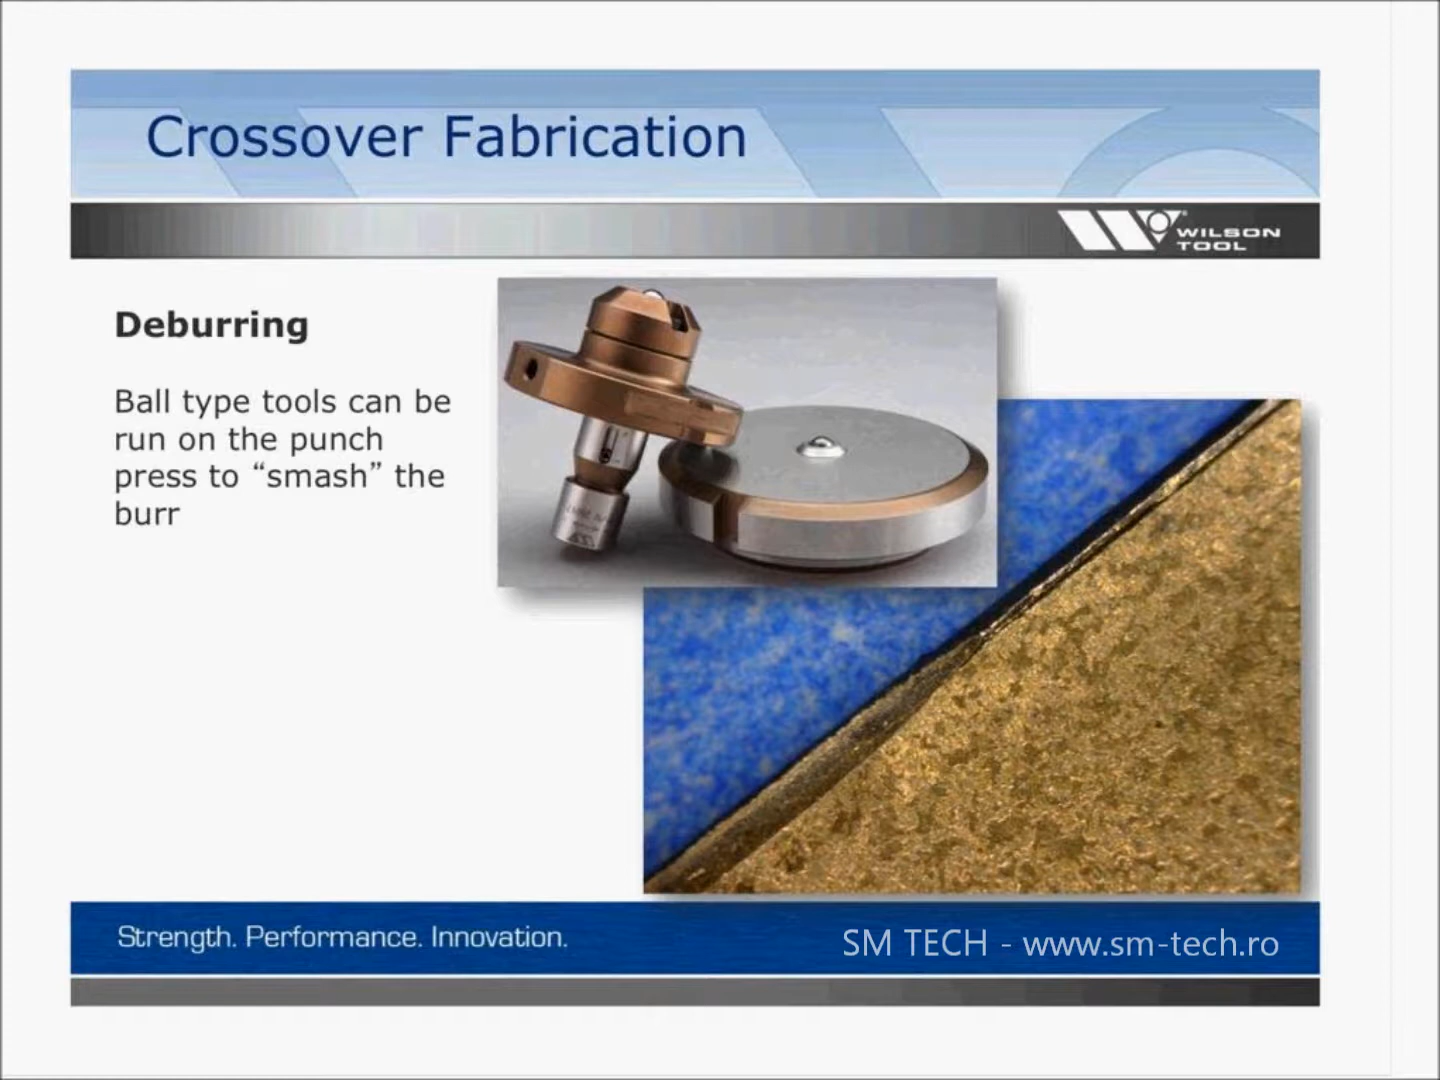 Crossover Fabrication
WILSON
TOOL
Deburring
Ball type tools can be
run on the punch
press to “smash” the
burr
Strength. Performance. Innovation.
SM TECH - www.sm-tech.ro